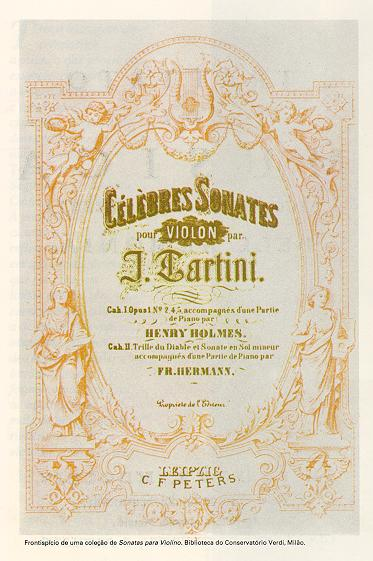 CÉLÈBRES SONATES
pour VIOLON par
J. Tartini.
Cah. I Opus 1. Nº 2, 4, 5, accompagnés d'une Partie
de Piano par
HENRY HOLMES.
Cah. II. Trille du Diable et Sonate en Sol mineur
accompagnés d'une Partie de Piano par
FR. HERMANN.
Propriété de l'Editeur
LEIPZIG
C. F. PETERS.
Frontispício de uma coleção de Sonatas para Violino. Biblioteca do Conservatório Verdi, Milão.